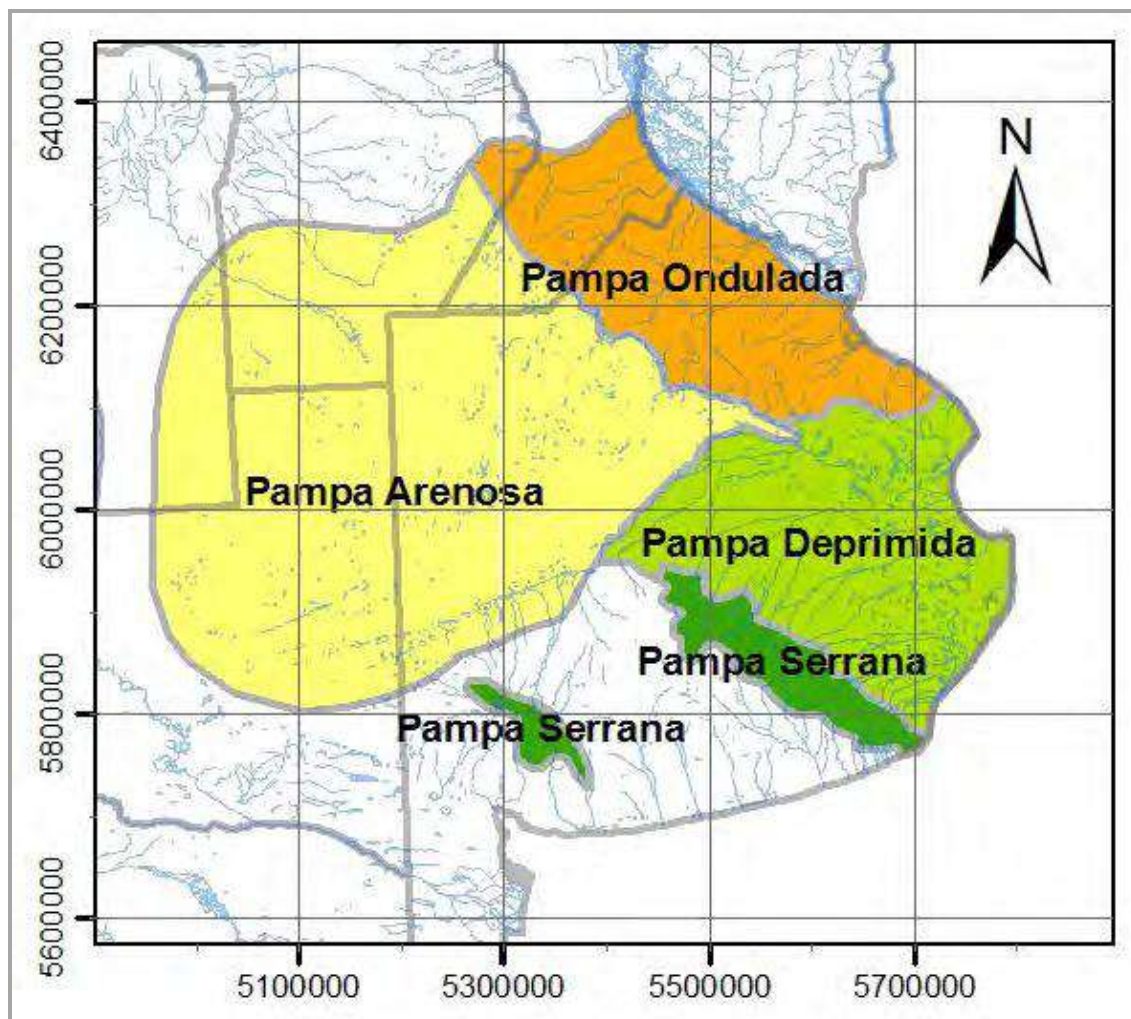 6400000
N
Pampa Ondulada
6200000
Pampa Arenosa
6000000
Pampa Deprimida
Pampa Serrana
5800000
Pampa Serrana
5600000
5100000
5300000
5500000
5700000